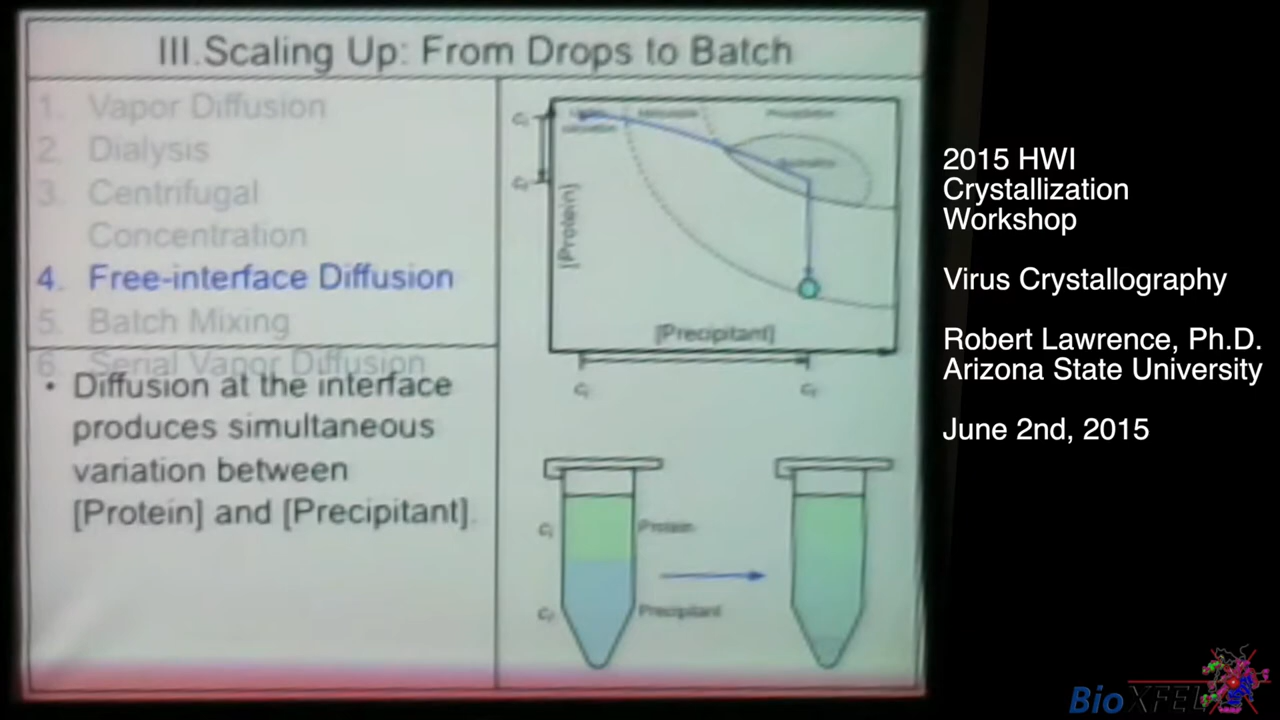 III. Scaling Up: From Drops to Batch
1. Vapor Diffusion
2. Dialysis
3. Centrifugal
Concentration
4. Free-interface Diffusion
5. Batch Mixing
6. Serial Vapor Diffusion
• Diffusion at the interface
produces simultaneous
variation between
[Protein] and [Precipitant].
[Protein]
[Precipitant]
Protein
Precipitant
2015 HWI
Crystallization
Workshop
Virus Crystallography
Robert Lawrence, Ph.D.
Arizona State University
June 2nd, 2015
BioXFEL